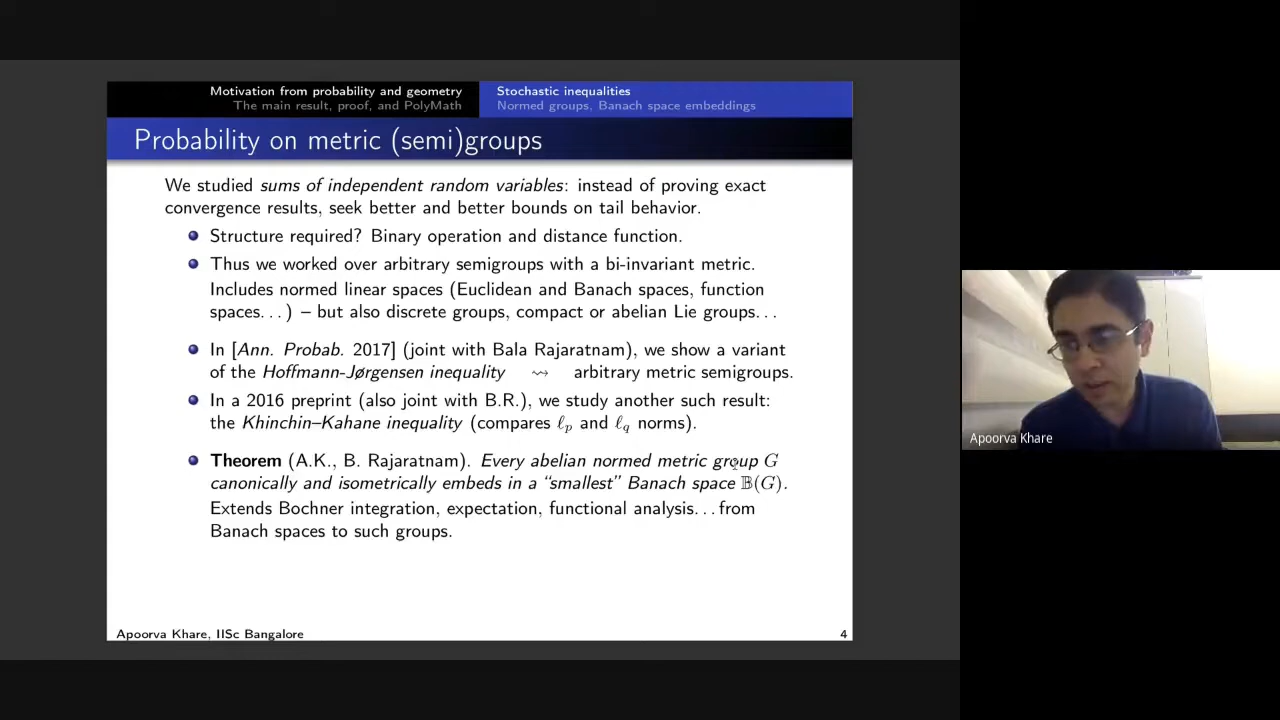 Motivation from probability and geometry
The main result, proof, and PolyMath
Stochastic inequalities
Normed groups, Banach space embeddings
Probability on metric (semi)groups
We studied sums of independent random variables: instead of proving exact
convergence results, seek better and better bounds on tail behavior.
Structure required? Binary operation and distance function.
Thus we worked over arbitrary semigroups with a bi-invariant metric.
Includes normed linear spaces (Euclidean and Banach spaces, function
spaces...) – but also discrete groups, compact or abelian Lie groups...
In [Ann. Probab. 2017] (joint with Bala Rajaratnam), we show a variant
of the Hoffmann-Jørgensen inequality ⇝ arbitrary metric semigroups.
In a 2016 preprint (also joint with B.R.), we study another such result:
the Khinchin–Kahane inequality (compares ℓp and ℓq norms).
Theorem (A.K., B. Rajaratnam). Every abelian normed metric group G
canonically and isometrically embeds in a “smallest” Banach space 𝔹(G).
Extends Bochner integration, expectation, functional analysis...from
Banach spaces to such groups.
Apoorva Khare, IISc Bangalore
4
Apoorva Khare